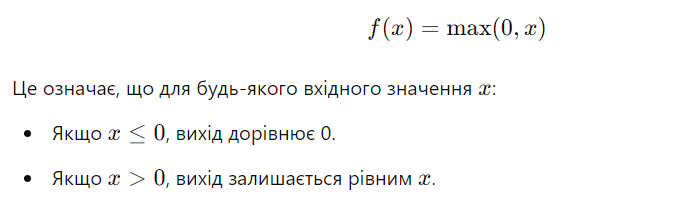 f(x) = max(0, x)
Це означає, що для будь-якого вхідного значення x:
• Якщо x ≤ 0, вихід дорівнює 0.
• Якщо x > 0, вихід залишається рівним x.